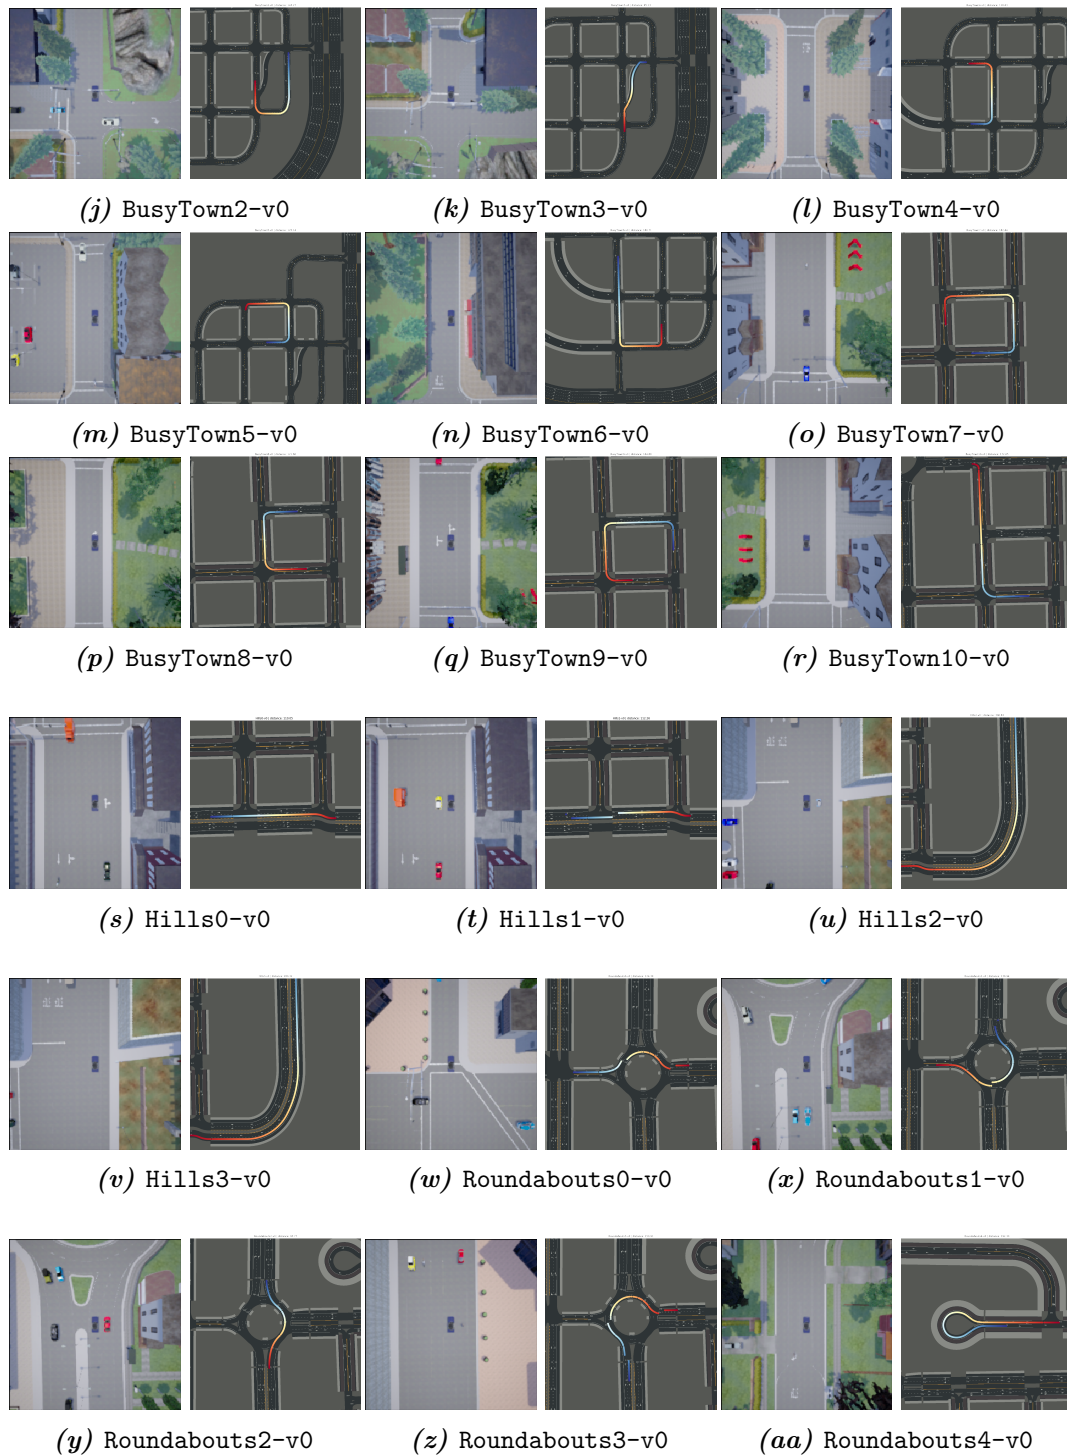 (j) BusyTown2-v0
(k) BusyTown3-v0
(l) BusyTown4-v0
(m) BusyTown5-v0
(n) BusyTown6-v0
(o) BusyTown7-v0
(p) BusyTown8-v0
(q) BusyTown9-v0
(r) BusyTown10-v0
(s) Hills0-v0
(t) Hills1-v0
(u) Hills2-v0
(v) Hills3-v0
(w) Roundabouts0-v0
(x) Roundabouts1-v0
(y) Roundabouts2-v0
(z) Roundabouts3-v0
(aa) Roundabouts4-v0